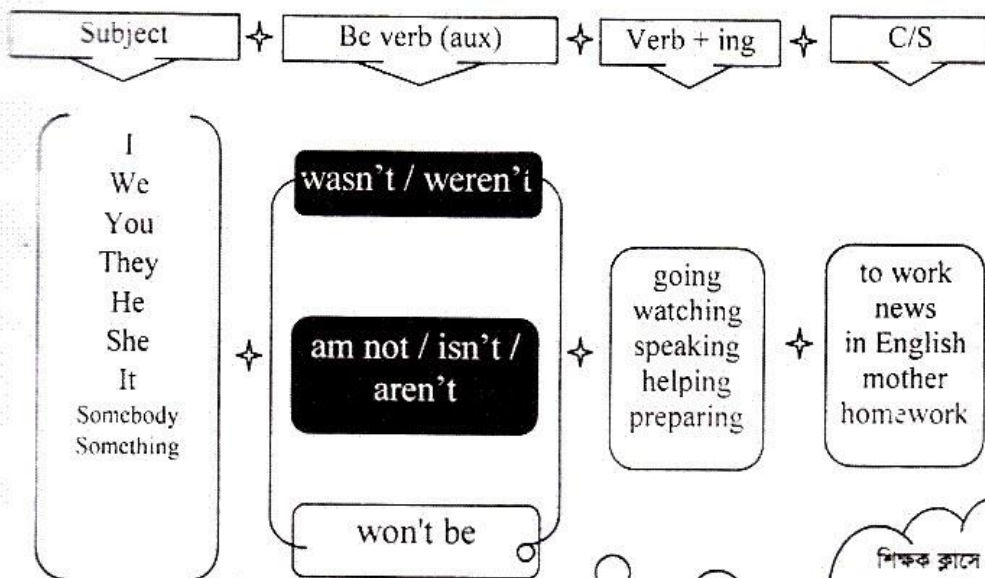 Subject
Be verb (aux)
Verb + ing
C/S
I
We
You
They
He
She
It
Somebody
Something
wasn't / weren't
am not / isn't /
aren't
won't be
going
watching
speaking
helping
preparing
to work
news
in English
mother
homework
শিক্ষক ক্লাসে